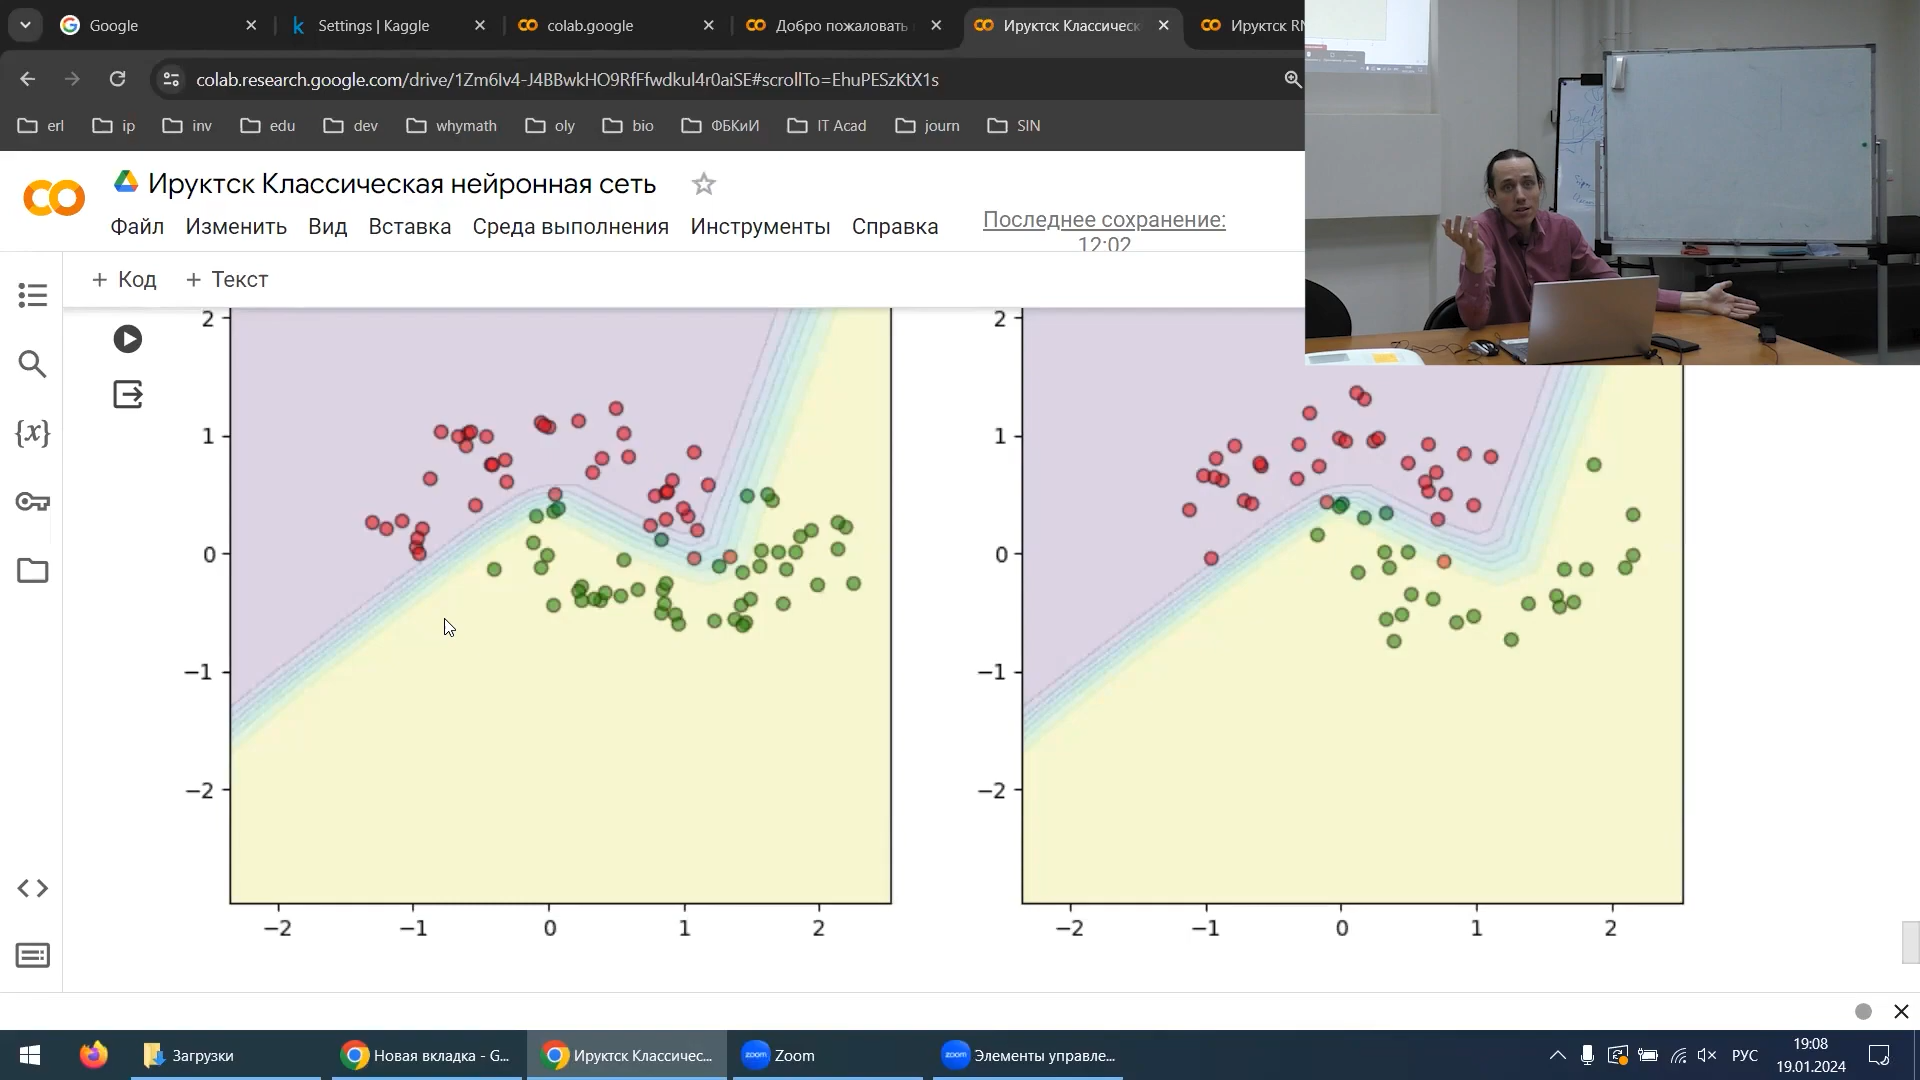 Google
Settings | Kaggle
colab.google
Добро пожаловать
Ируктск Классическ
Ируктск RN
colab.research.google.com/drive/1Zm6Iv4-J4BBwkHO9RfFfwdkul4r0aiSE#scrollTo=EhuPESzKtX1s
erl
ip
inv
edu
dev
whymath
oly
bio
ФБКиИ
IT Acad
journ
SIN
Ируктск Классическая нейронная сеть
Файл
Изменить
Вид
Вставка
Среда выполнения
Инструменты
Справка
Последнее сохранение:
12:02
+ Код
+ Текст
{x}
2
1
0
−1
−2
−2
−1
0
1
2
2
1
0
−1
−2
−2
−1
0
1
2
Загрузки
Новая вкладка - G...
Ируктск Классичес...
zoom
Zoom
zoom
Элементы управле...
РУС
19:08
19.01.2024